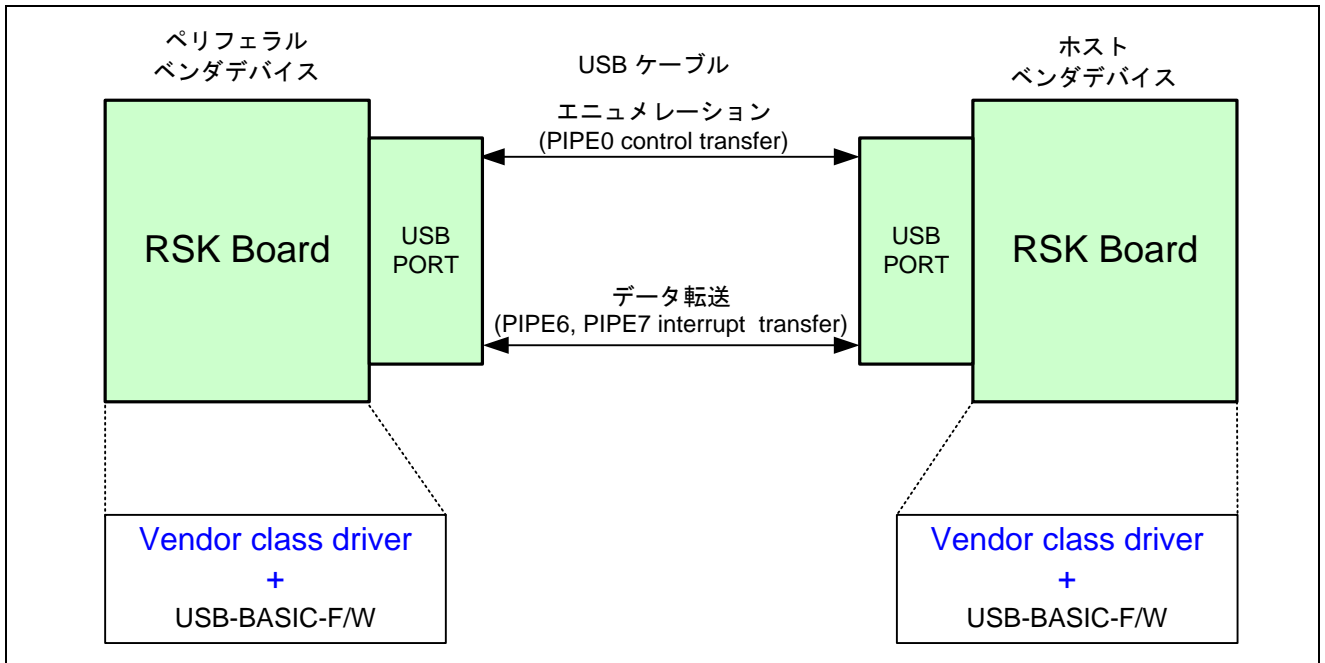 ペリフェラル
ベンダデバイス
USB ケーブル
ホスト
ベンダデバイス
エニュメレーション
(PIPE0 control transfer)
RSK Board
USB
PORT
USB
PORT
RSK Board
データ転送
(PIPE6, PIPE7 interrupt transfer)
Vendor class driver
+
USB-BASIC-F/W
Vendor class driver
+
USB-BASIC-F/W